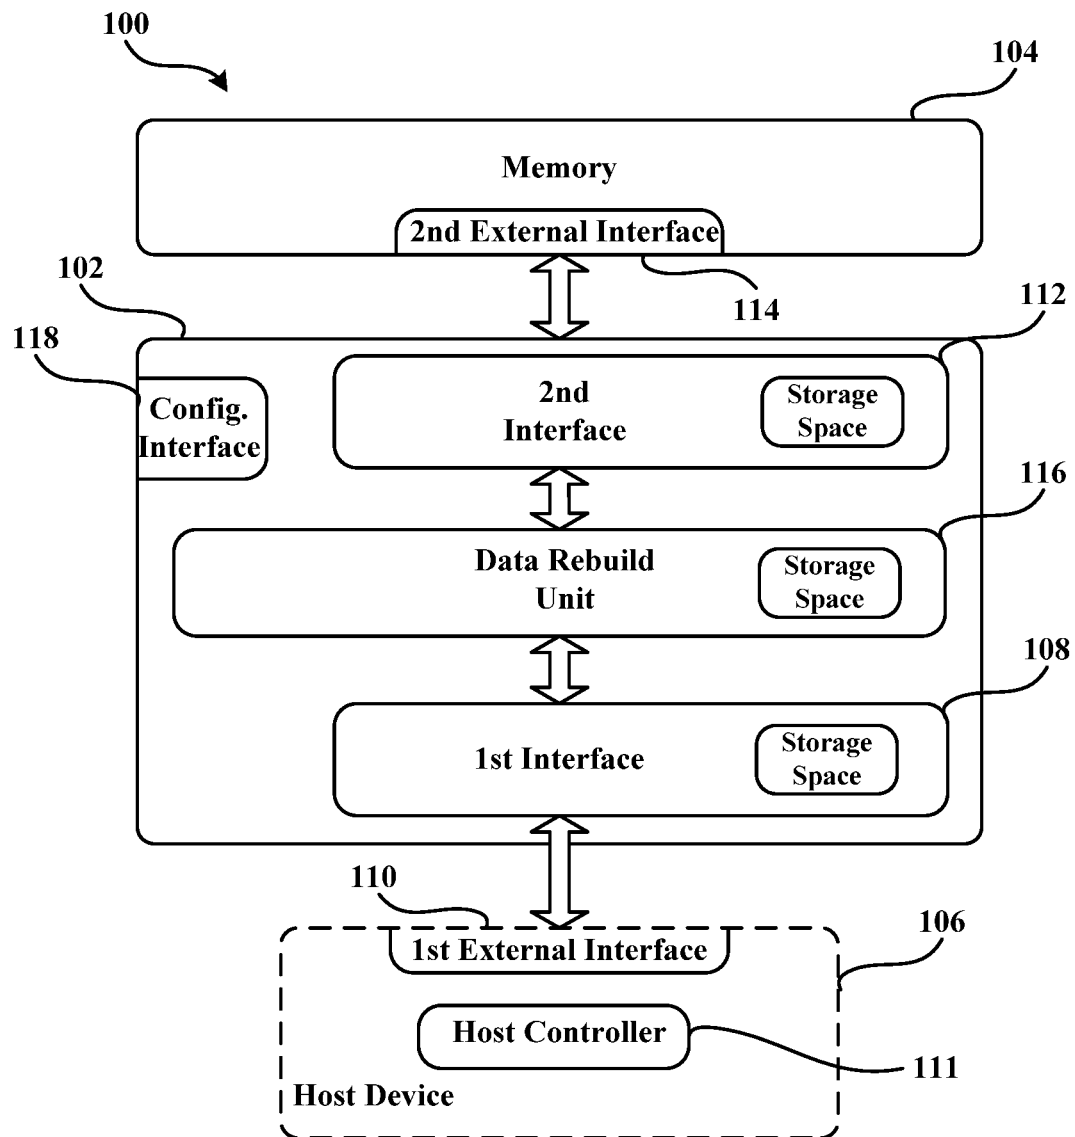 100
104
Memory
2nd External Interface
102
114
112
118
Config.
Interface
2nd
Interface
Storage
Space
116
Data Rebuild
Unit
Storage
Space
108
1st Interface
Storage
Space
110
106
1st External Interface
Host Controller
111
Host Device